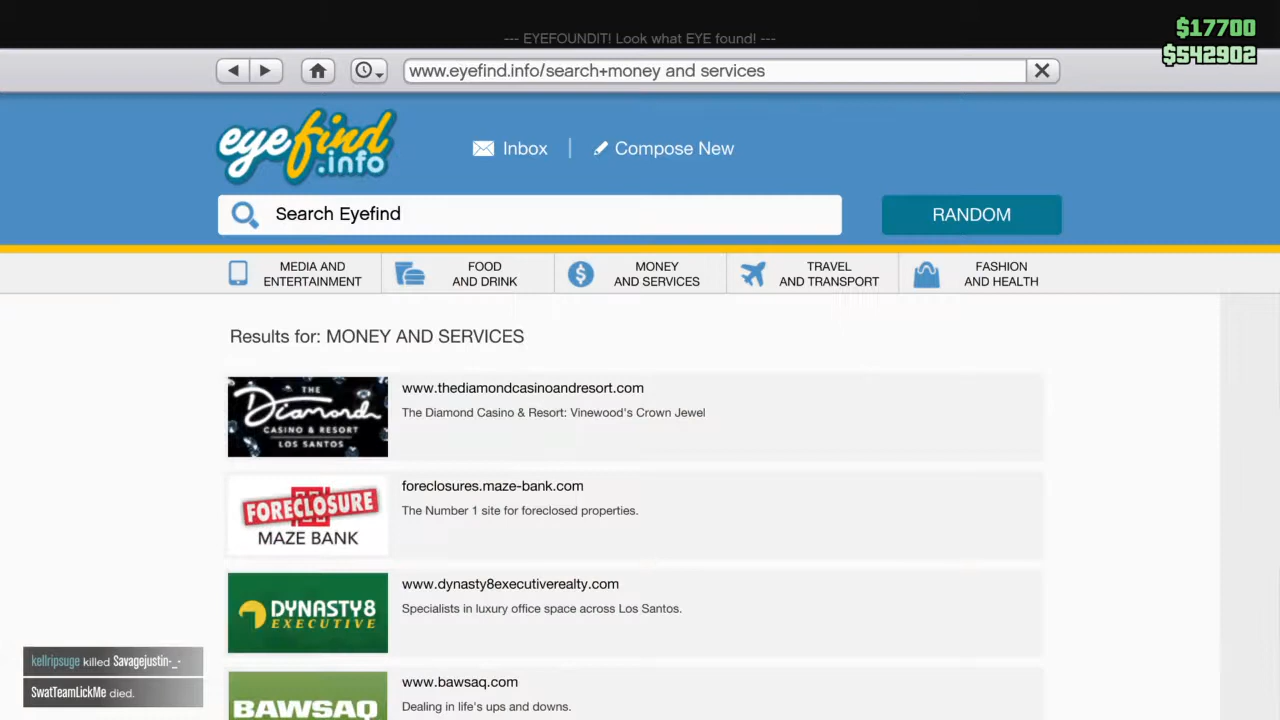 --- EYEFOUNDIT! Look what EYE found! ---
$17700
$542902
www.eyefind.info/search+money and services
eyefind
.info
Inbox
Compose New
Search Eyefind
RANDOM
MEDIA AND
ENTERTAINMENT
FOOD
AND DRINK
MONEY
AND SERVICES
TRAVEL
AND TRANSPORT
FASHION
AND HEALTH
Results for: MONEY AND SERVICES
THE
Diamond
CASINO & RESORT
LOS SANTOS
www.thediamondcasinoandresort.com
The Diamond Casino & Resort: Vinewood's Crown Jewel
FORECLOSURE
MAZE BANK
foreclosures.maze-bank.com
The Number 1 site for foreclosed properties.
DYNASTY8
EXECUTIVE
www.dynasty8executiverealty.com
Specialists in luxury office space across Los Santos.
BAWSAQ
www.bawsaq.com
Dealing in life's ups and downs.
kellripsuge killed Savagejustin-_-
SwatTeamLickMe died.